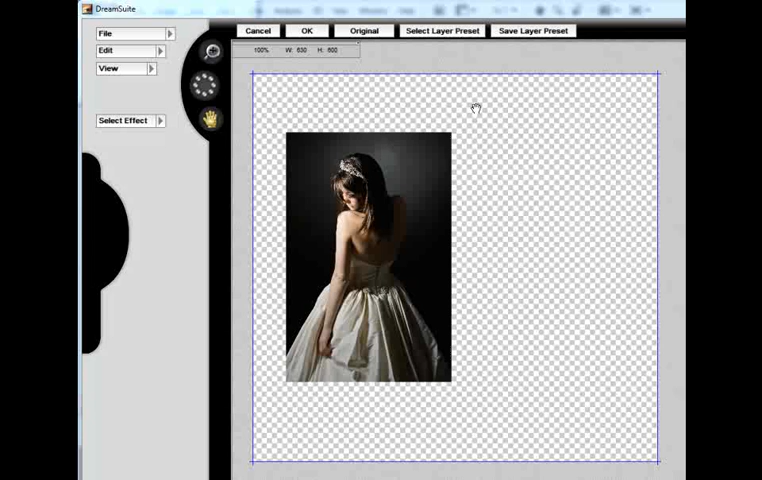 DreamSuite
File
Edit
View
Select Effect
Cancel OK Original Select Layer Preset Save Layer Preset
100% W: 630 H: 600